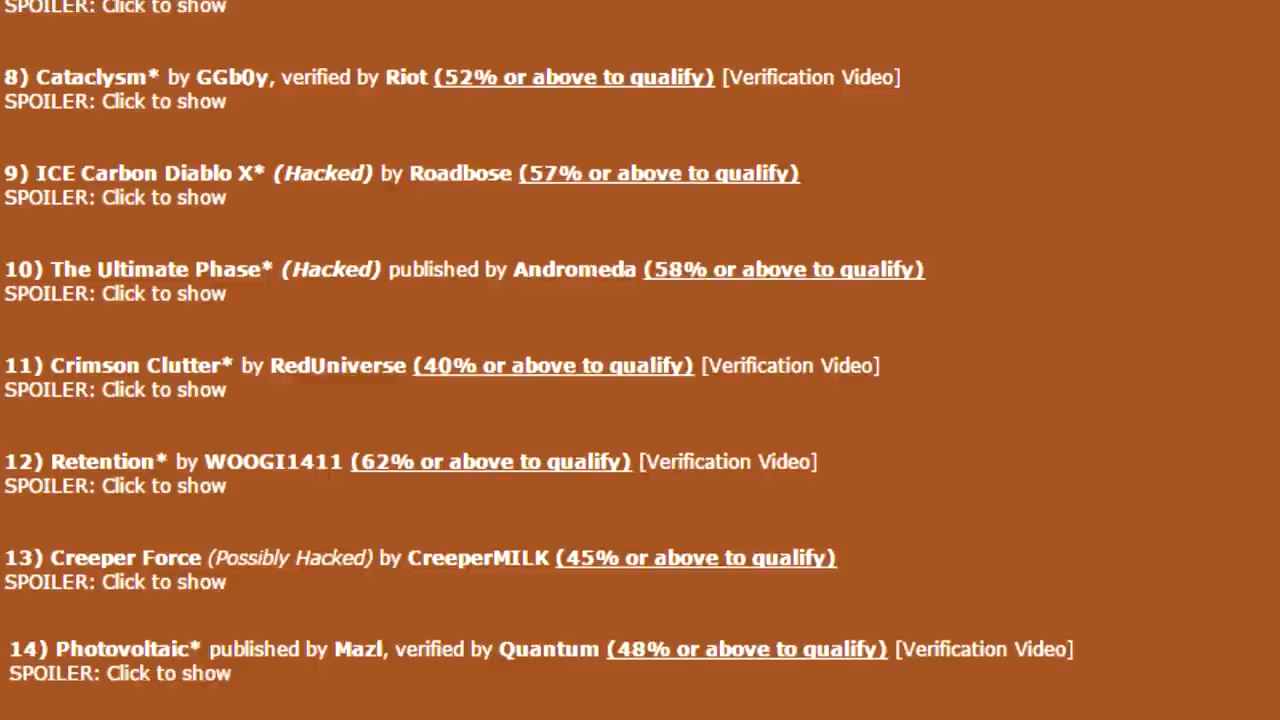 SPOILER: Click to show
8) Cataclysm* by GGb0y, verified by Riot (52% or above to qualify) [Verification Video]
SPOILER: Click to show
9) ICE Carbon Diablo X* (Hacked) by Roadbose (57% or above to qualify)
SPOILER: Click to show
10) The Ultimate Phase* (Hacked) published by Andromeda (58% or above to qualify)
SPOILER: Click to show
11) Crimson Clutter* by RedUniverse (40% or above to qualify) [Verification Video]
SPOILER: Click to show
12) Retention* by WOOGI1411 (62% or above to qualify) [Verification Video]
SPOILER: Click to show
13) Creeper Force (Possibly Hacked) by CreeperMILK (45% or above to qualify)
SPOILER: Click to show
14) Photovoltaic* published by Mazl, verified by Quantum (48% or above to qualify) [Verification Video]
SPOILER: Click to show